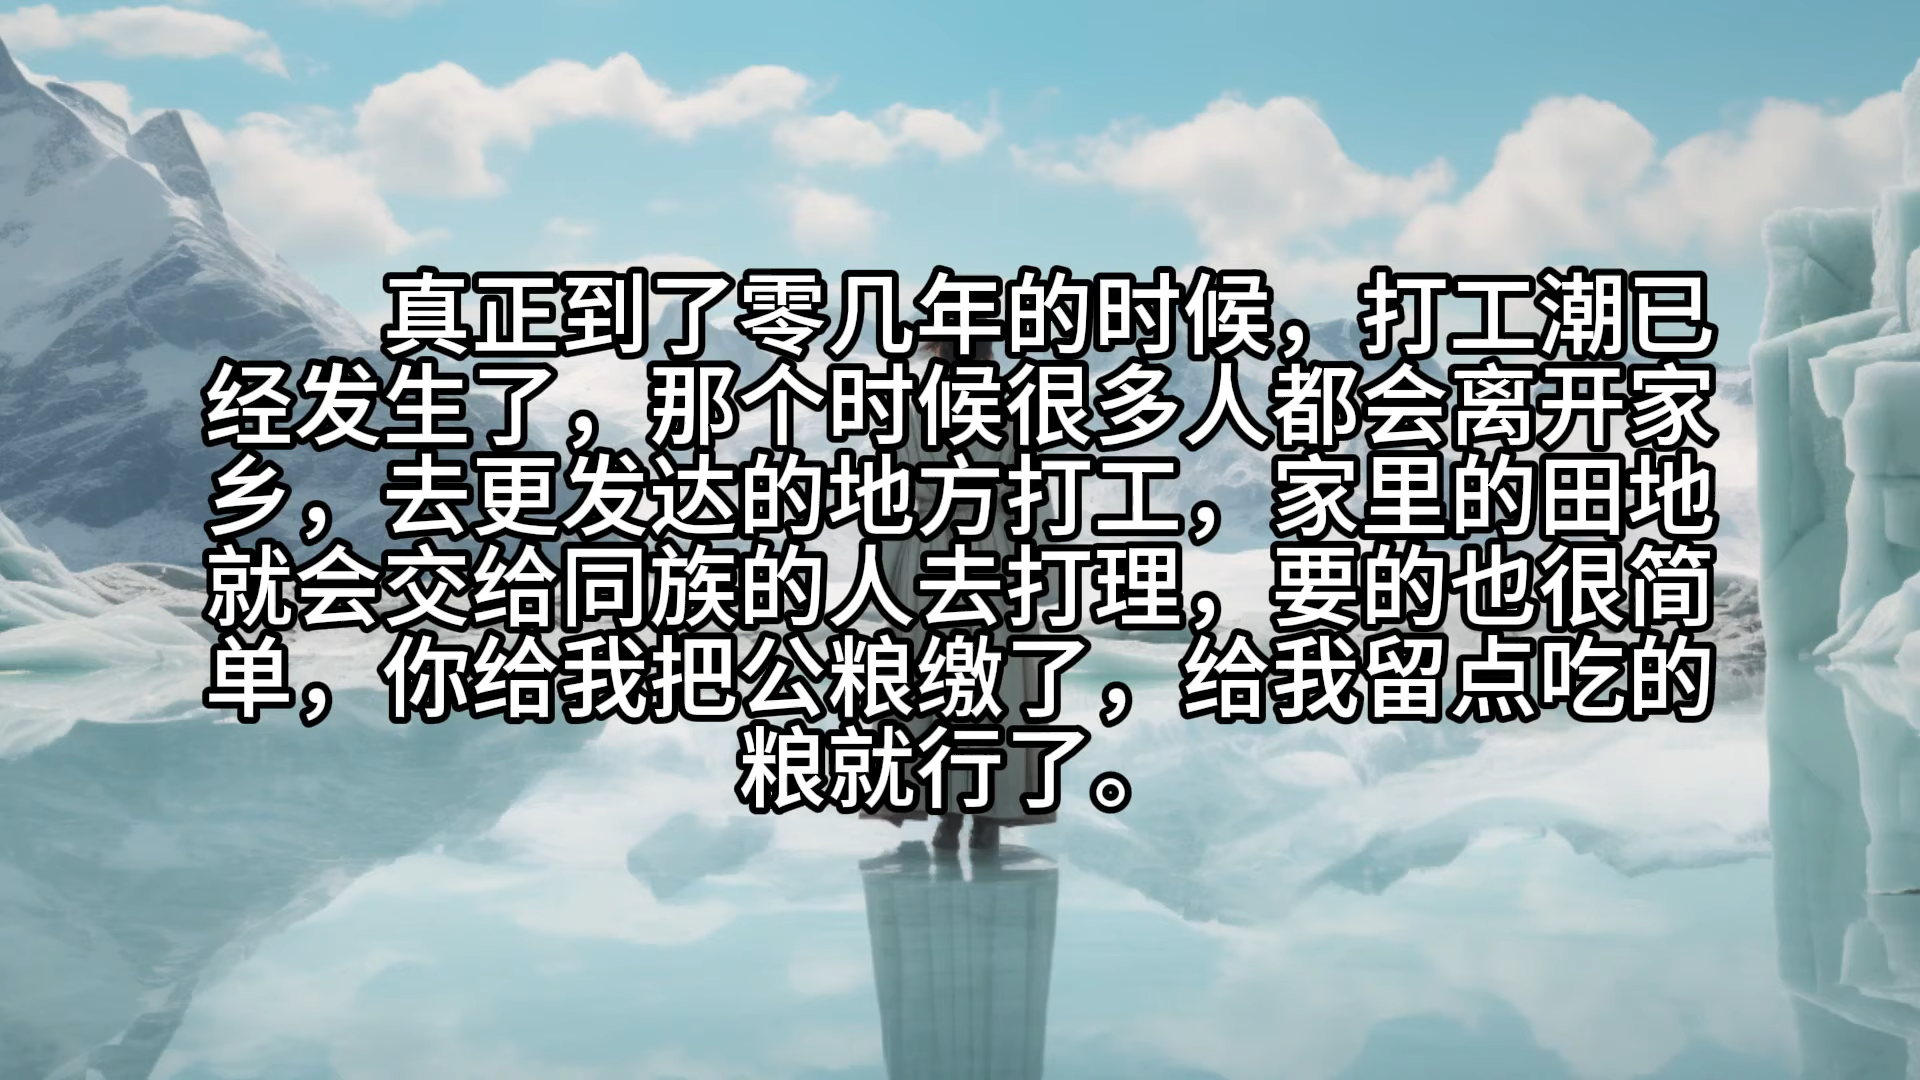 真正到了零几年的时候，打工潮已
经发生了，那个时候很多人都会离开家
乡，去更发达的地方打工，家里的田地
就会交给同族的人去打理，要的也很简
单，你给我把公粮缴了，给我留点吃的
粮就行了。